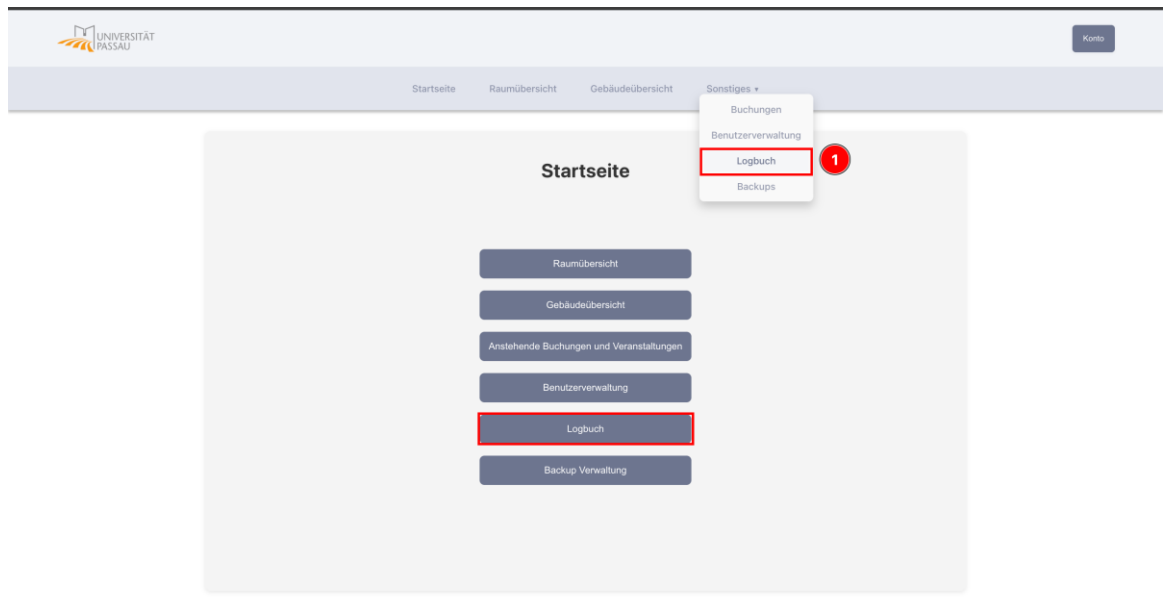 UNIVERSITÄT
PASSAU
Konto
Startseite Raumübersicht Gebäudeübersicht Sonstiges ▾
Buchungen
Benutzerverwaltung
Logbuch 1
Backups
Startseite
Raumübersicht
Gebäudeübersicht
Anstehende Buchungen und Veranstaltungen
Benutzerverwaltung
Logbuch
Backup Verwaltung